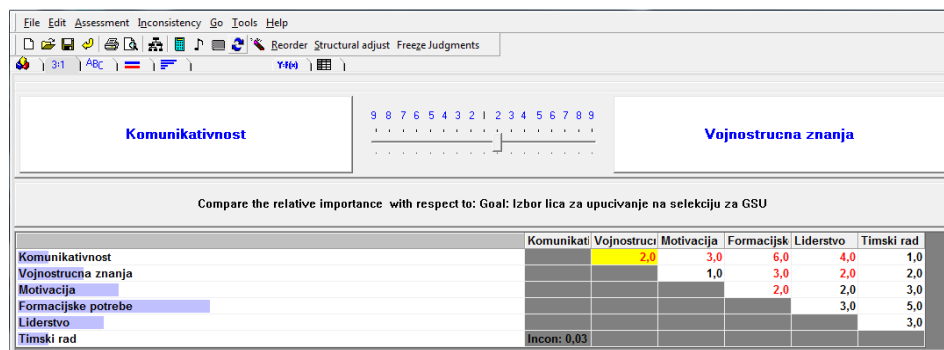 File Edit Assessment Inconsistency Go Tools Help
Reorder Structural adjust Freeze Judgments
3:1 ABC Y=f(x)
Komunikativnost 9 8 7 6 5 4 3 2 1 2 3 4 5 6 7 8 9 Vojnostrucna znanja
Compare the relative importance with respect to: Goal: Izbor lica za upucivanje na selekciju za GSU
Komunikati Vojnostruci Motivacija Formacijsk Liderstvo Timski rad
Komunikativnost 2,0 3,0 6,0 4,0 1,0
Vojnostrucna znanja 1,0 3,0 2,0 2,0
Motivacija 2,0 2,0 3,0
Formacijske potrebe 3,0 5,0
Liderstvo 3,0
Timski rad Incon: 0,03